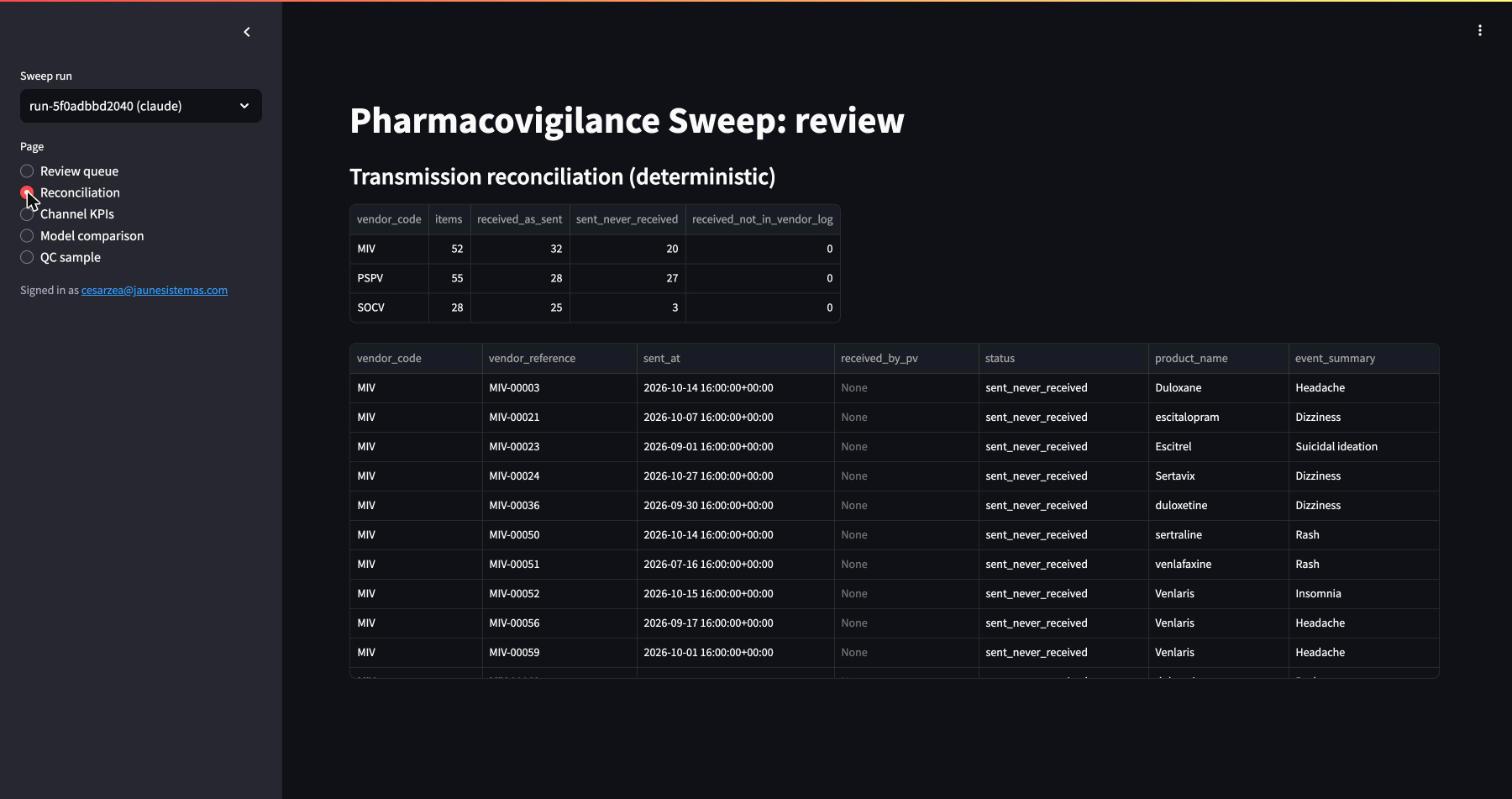 Sweep run
run-5f0adbbd2040 (claude)
Page
Review queue
Reconciliation
Channel KPIs
Model comparison
QC sample
Signed in as cesarzea@jaunesistemas.com
Pharmacovigilance Sweep: review
Transmission reconciliation (deterministic)
vendor_code items received_as_sent sent_never_received received_not_in_vendor_log
MIV 52 32 20 0
PSPV 55 28 27 0
SOCV 28 25 3 0
vendor_code vendor_reference sent_at received_by_pv status product_name event_summary
MIV MIV-00003 2026-10-14 16:00:00+00:00 None sent_never_received Duloxane Headache
MIV MIV-00021 2026-10-07 16:00:00+00:00 None sent_never_received escitalopram Dizziness
MIV MIV-00023 2026-09-01 16:00:00+00:00 None sent_never_received Escitrel Suicidal ideation
MIV MIV-00024 2026-10-27 16:00:00+00:00 None sent_never_received Sertavix Dizziness
MIV MIV-00036 2026-09-30 16:00:00+00:00 None sent_never_received duloxetine Dizziness
MIV MIV-00050 2026-10-14 16:00:00+00:00 None sent_never_received sertraline Rash
MIV MIV-00051 2026-07-16 16:00:00+00:00 None sent_never_received venlafaxine Rash
MIV MIV-00052 2026-10-15 16:00:00+00:00 None sent_never_received Venlaris Insomnia
MIV MIV-00056 2026-09-17 16:00:00+00:00 None sent_never_received Venlaris Headache
MIV MIV-00059 2026-10-01 16:00:00+00:00 None sent_never_received Venlaris Headache